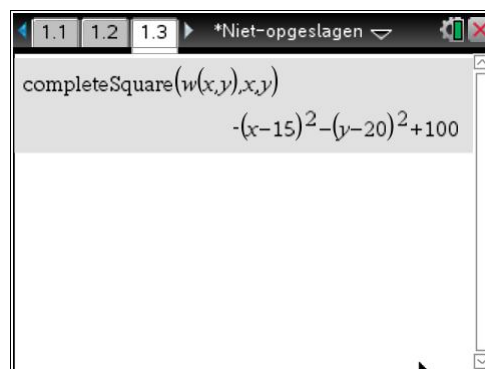 1.1 1.2 1.3 *Niet-opgeslagen
completeSquare(w(x,y),x,y)
-(x-15)²-(y-20)²+100